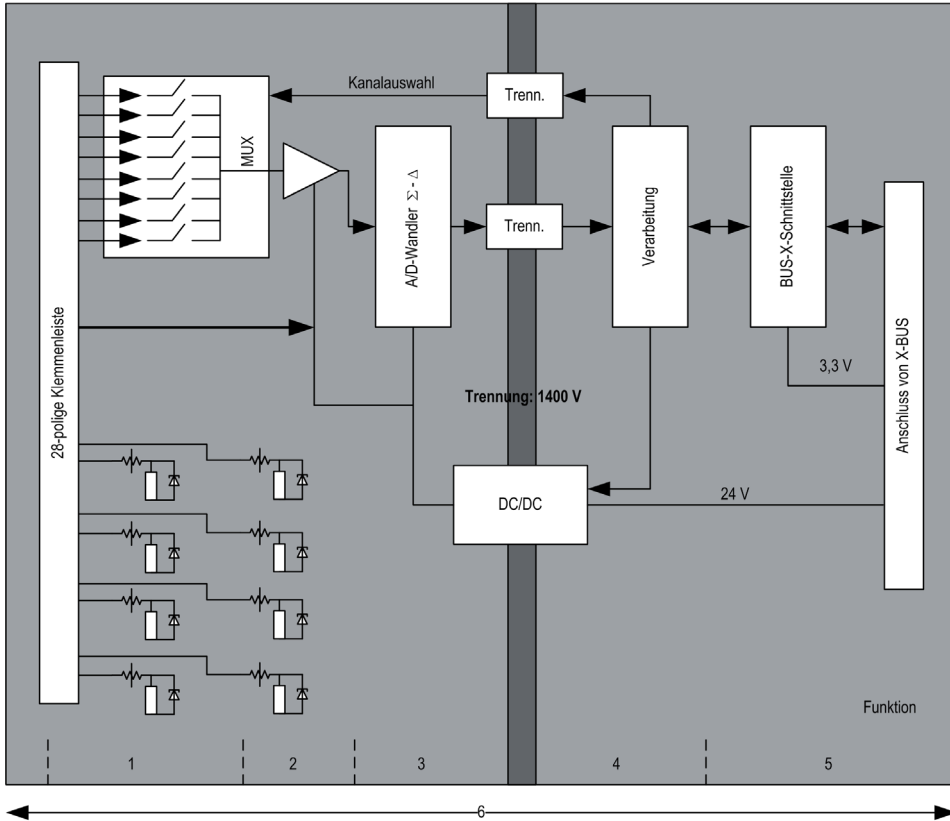 Kanalauswahl
Trenn.
MUX
A/D-Wandler Σ - Δ
Trenn.
Verarbeitung
BUS-X-Schnittstelle
28-polige Klemmenleiste
Anschluss von X-BUS
3,3 V
Trennung: 1400 V
DC/DC
24 V
Funktion
1
2
3
4
5
6